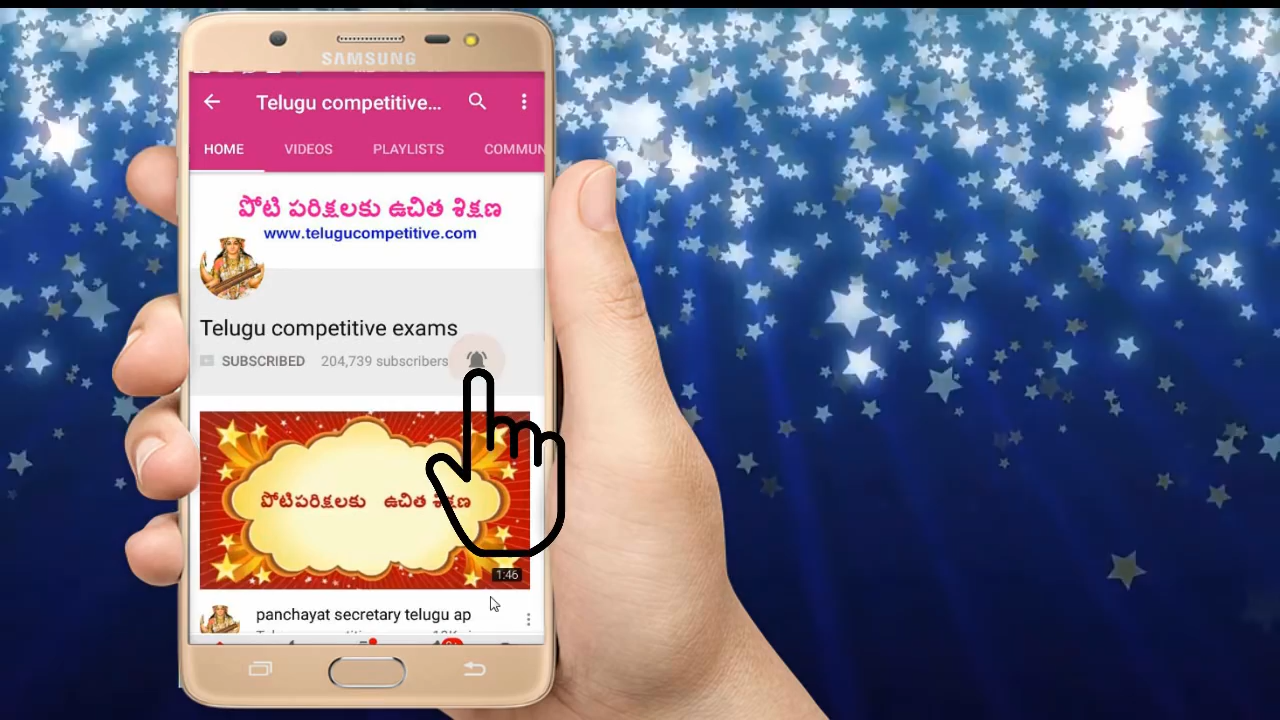 SAMSUNG
Telugu competitive...
HOME VIDEOS PLAYLISTS COMMUN
పోటి పరిక్షలకు ఉచిత శిక్షణ
www.telugucompetitive.com
Telugu competitive exams
SUBSCRIBED 204,739 subscribers
పోటిపరిక్షలకు ఉచిత శిక్షణ
1:46
panchayat secretary telugu ap